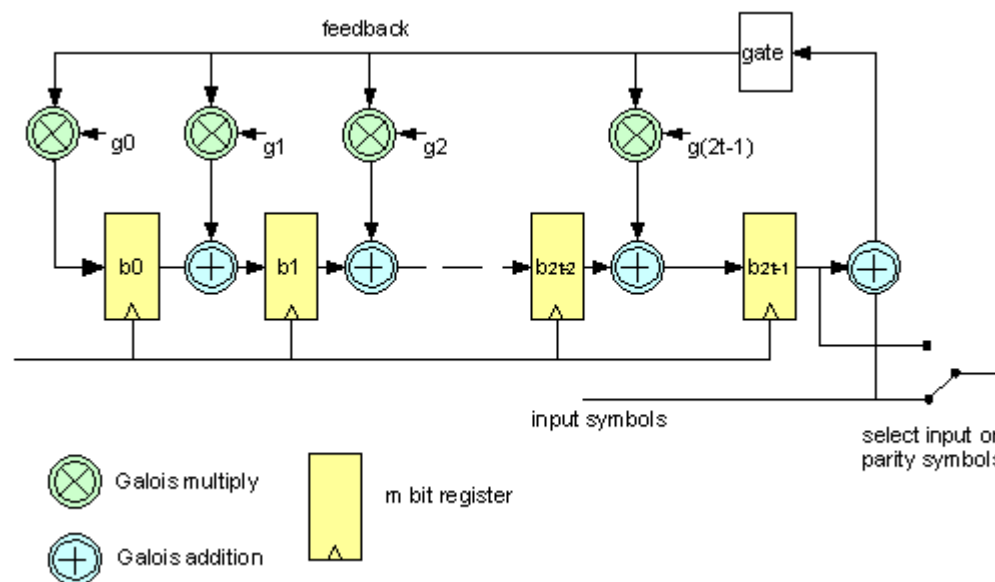 feedback
gate
g0
g1
g2
g(2t-1)
b0
b1
b2t-2
b2t-1
input symbols
select input or
parity symbols
Galois multiply
m bit register
Galois addition